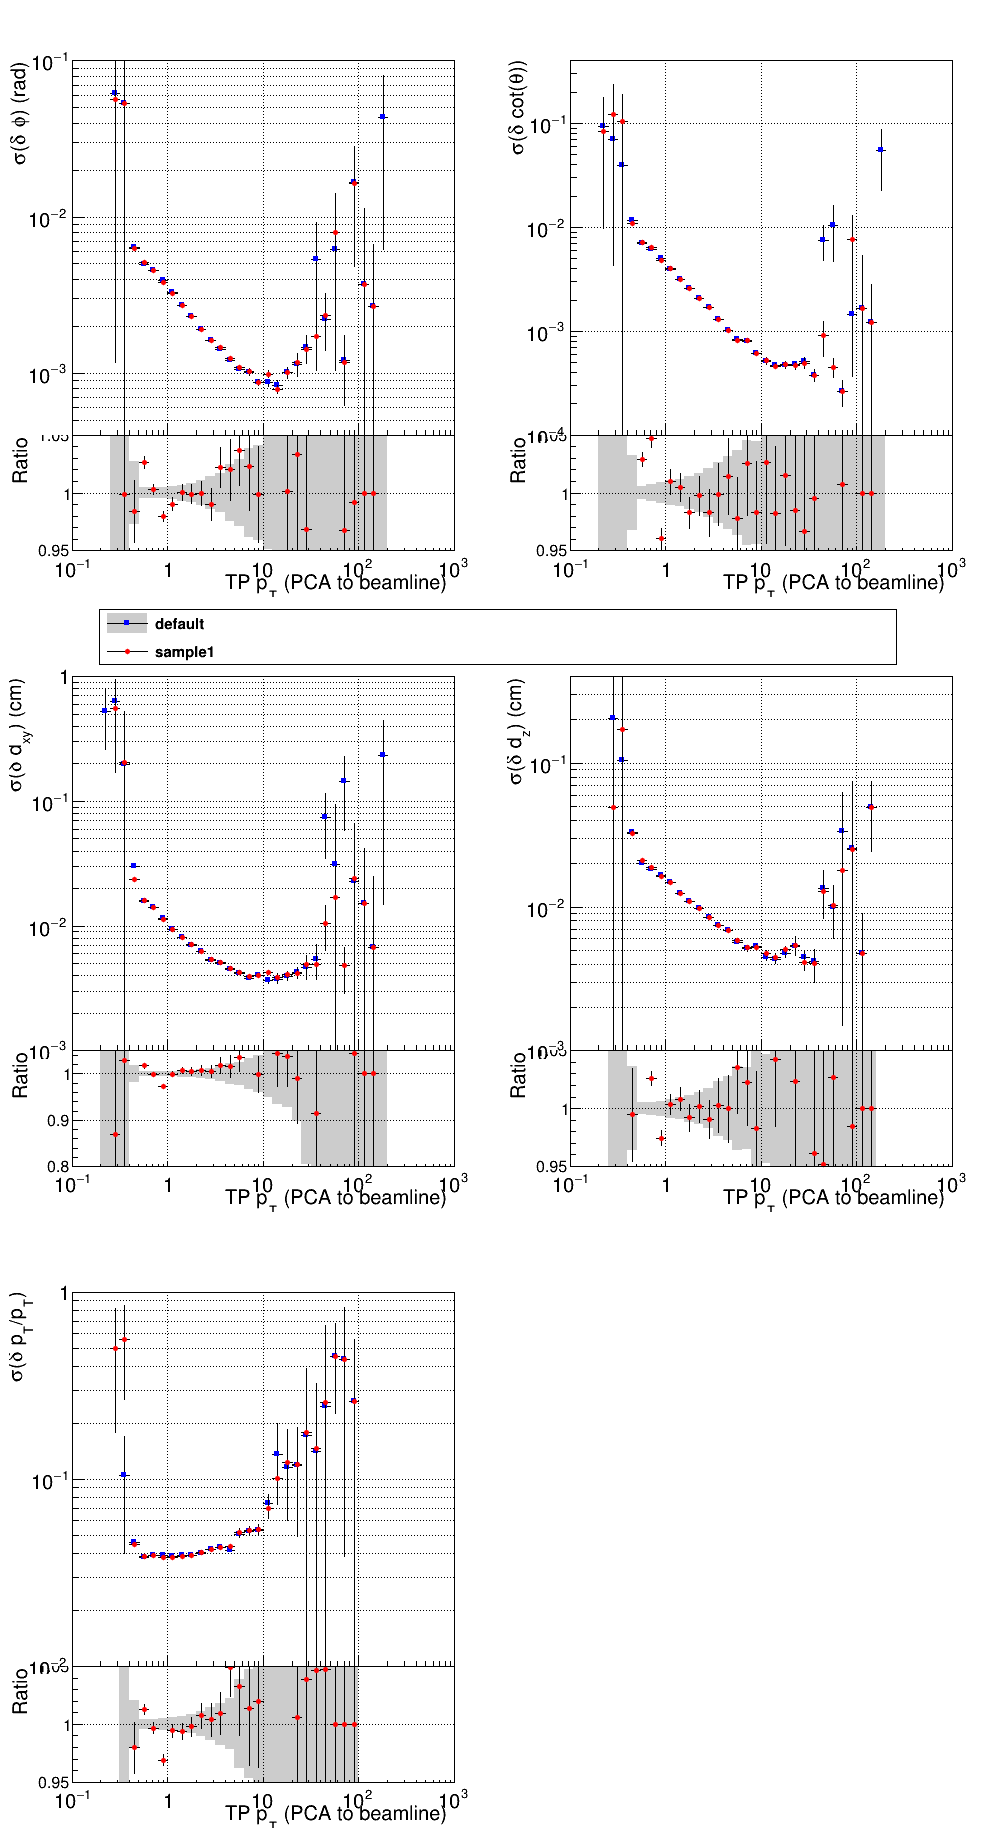 σ(δ φ) (rad)
10⁻¹
10⁻²
10⁻³
Ratio
1
0.95
10⁻¹ 1 10 10² 10³
TP p_T (PCA to beamline)
σ(δ cot(θ))
10⁻¹
10⁻²
10⁻³
10⁻⁴
Ratio
1
0.95
10⁻¹ 1 10 10² 10³
TP p_T (PCA to beamline)
default
sample1
σ(δ d_xy) (cm)
1
10⁻¹
10⁻²
10⁻³
Ratio
1
0.9
0.8
10⁻¹ 1 10 10² 10³
TP p_T (PCA to beamline)
σ(δ d_z) (cm)
10⁻¹
10⁻²
10⁻³
Ratio
1
0.95
10⁻¹ 1 10 10² 10³
TP p_T (PCA to beamline)
σ(δ p_T/p_T)
1
10⁻¹
10⁻²
Ratio
1
0.95
10⁻¹ 1 10 10² 10³
TP p_T (PCA to beamline)